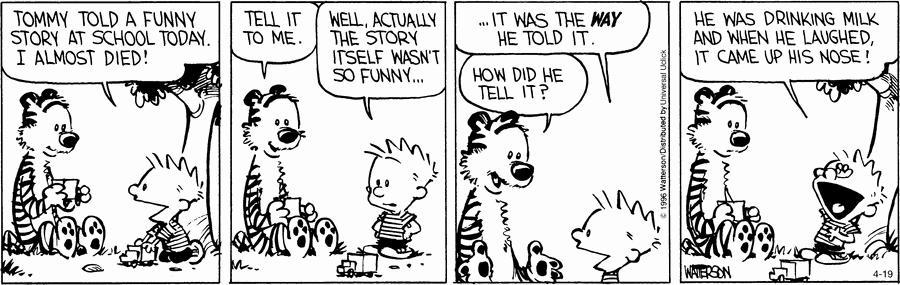 TOMMY TOLD A FUNNY
STORY AT SCHOOL TODAY.
I ALMOST DIED!
TELL IT
TO ME.
WELL, ACTUALLY
THE STORY
ITSELF WASN'T
SO FUNNY...
...IT WAS THE WAY
HE TOLD IT.
HOW DID HE
TELL IT?
© 1996 Watterson/Distributed by Universal Uclick
HE WAS DRINKING MILK
AND WHEN HE LAUGHED,
IT CAME UP HIS NOSE!
WATTERSON
4-19